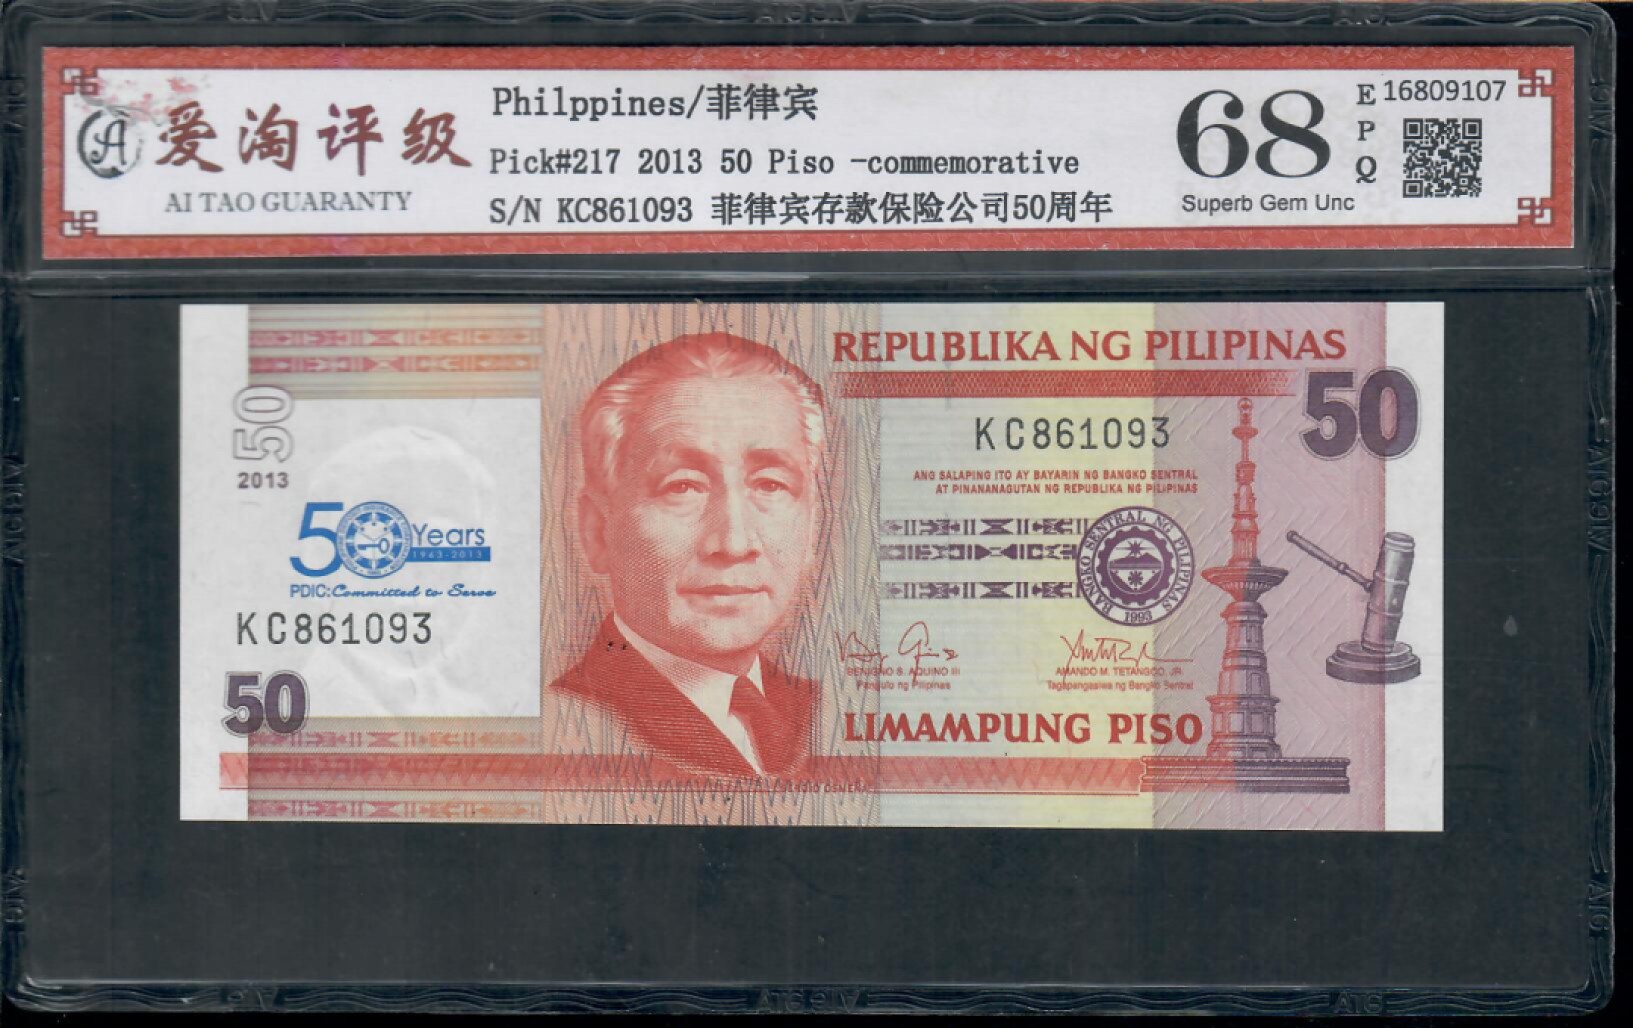 爱淘评级
AI TAO GUARANTY
Philppines/菲律宾
Pick#217 2013 50 Piso -commemorative
S/N KC861093 菲律宾存款保险公司50周年
68
Superb Gem Unc
EPQ
16809107
REPUBLIKA NG PILIPINAS
50
50
2013
KC861093
ANG SALAPING ITO AY BAYARIN NG BANGKO SENTRAL
AT PINANANAGUTAN NG REPUBLIKA NG PILIPINAS
50 Years
1963-2013
PDIC: Committed to Serve
BANGKO SENTRAL NG PILIPINAS
1993
KC861093
BENIGNO S. AQUINO III
Pangulo ng Pilipinas
AMANDO M. TETANGCO, JR.
Tagapangasiwa ng Bangko Sentral
50
LIMAMPUNG PISO
SERGIO OSMEÑA